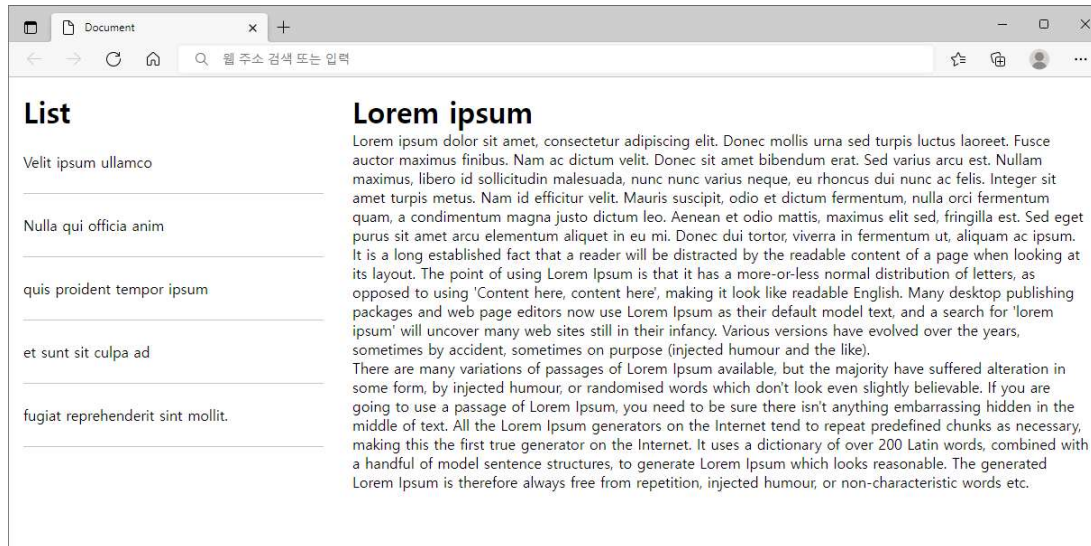 Document
웹 주소 검색 또는 입력
List
Velit ipsum ullamco
Nulla qui officia anim
quis proident tempor ipsum
et sunt sit culpa ad
fugiat reprehenderit sint mollit.
Lorem ipsum
Lorem ipsum dolor sit amet, consectetur adipiscing elit. Donec mollis urna sed turpis luctus laoreet. Fusce
auctor maximus finibus. Nam ac dictum velit. Donec sit amet bibendum erat. Sed varius arcu est. Nullam
maximus, libero id sollicitudin malesuada, nunc nunc varius neque, eu rhoncus dui nunc ac felis. Integer sit
amet turpis metus. Nam id efficitur velit. Mauris suscipit, odio et dictum fermentum, nulla orci fermentum
quam, a condimentum magna justo dictum leo. Aenean et odio mattis, maximus elit sed, fringilla est. Sed eget
purus sit amet arcu elementum aliquet in eu mi. Donec dui tortor, viverra in fermentum ut, aliquam ac ipsum.
It is a long established fact that a reader will be distracted by the readable content of a page when looking at
its layout. The point of using Lorem Ipsum is that it has a more-or-less normal distribution of letters, as
opposed to using 'Content here, content here', making it look like readable English. Many desktop publishing
packages and web page editors now use Lorem Ipsum as their default model text, and a search for 'lorem
ipsum' will uncover many web sites still in their infancy. Various versions have evolved over the years,
sometimes by accident, sometimes on purpose (injected humour and the like).
There are many variations of passages of Lorem Ipsum available, but the majority have suffered alteration in
some form, by injected humour, or randomised words which don't look even slightly believable. If you are
going to use a passage of Lorem Ipsum, you need to be sure there isn't anything embarrassing hidden in the
middle of text. All the Lorem Ipsum generators on the Internet tend to repeat predefined chunks as necessary,
making this the first true generator on the Internet. It uses a dictionary of over 200 Latin words, combined with
a handful of model sentence structures, to generate Lorem Ipsum which looks reasonable. The generated
Lorem Ipsum is therefore always free from repetition, injected humour, or non-characteristic words etc.